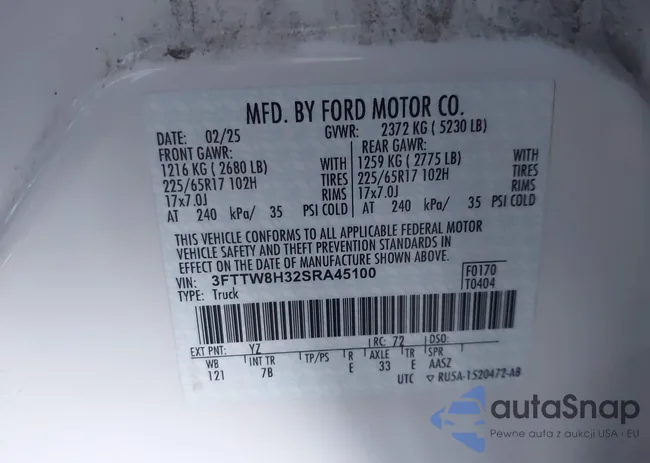 MFD. BY FORD MOTOR CO.
DATE: 02/25 GVWR: 2372 KG ( 5230 LB)
FRONT GAWR: REAR GAWR:
1216 KG ( 2680 LB) WITH 1259 KG ( 2775 LB) WITH
225/65R17 102H TIRES 225/65R17 102H TIRES
17x7.0J RIMS 17x7.0J RIMS
AT 240 kPa/ 35 PSI COLD AT 240 kPa/ 35 PSI COLD
THIS VEHICLE CONFORMS TO ALL APPLICABLE FEDERAL MOTOR
VEHICLE SAFETY AND THEFT PREVENTION STANDARDS IN
EFFECT ON THE DATE OF MANUFACTURE SHOWN ABOVE.
VIN: 3FTTW8H32SRA45100 F0170
TYPE: Truck T0404
EXT PNT: YZ RC: 72 DSO:
WB INT TR TP/PS R AXLE TR SPR
121 7B E 33 E AASZ
UTC ▽ RU5A-1520472-AB
autaSnap
Pewne auta z aukcji USA i EU